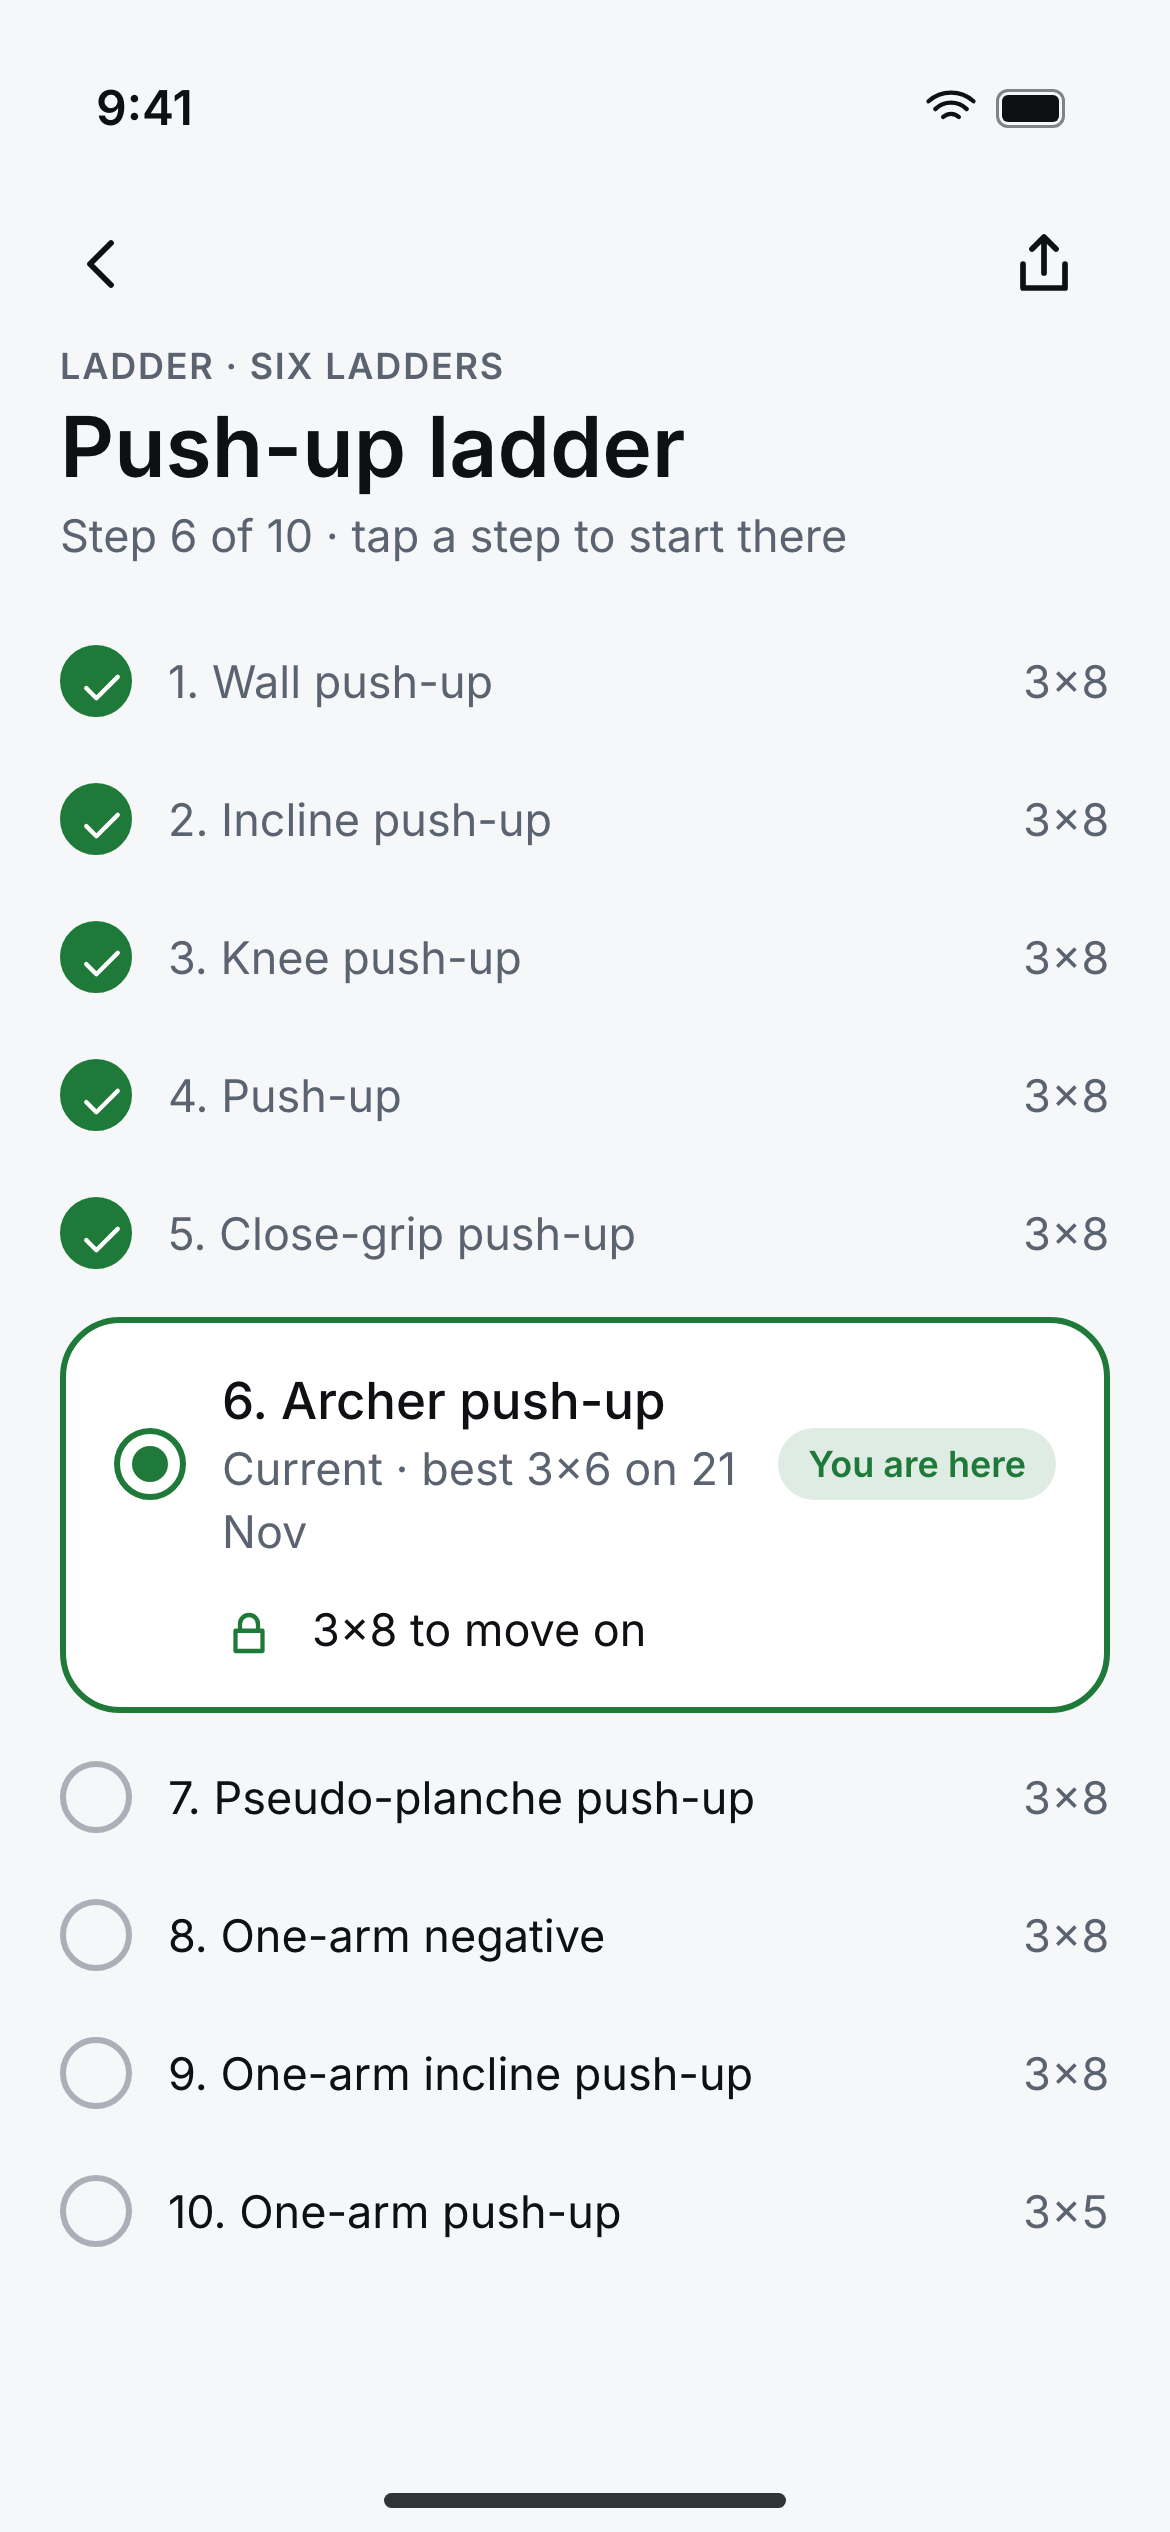 9:41
LADDER · SIX LADDERS
Push-up ladder
Step 6 of 10 · tap a step to start there
1. Wall push-up 3×8
2. Incline push-up 3×8
3. Knee push-up 3×8
4. Push-up 3×8
5. Close-grip push-up 3×8
6. Archer push-up
Current · best 3×6 on 21
Nov
You are here
3×8 to move on
7. Pseudo-planche push-up 3×8
8. One-arm negative 3×8
9. One-arm incline push-up 3×8
10. One-arm push-up 3×5